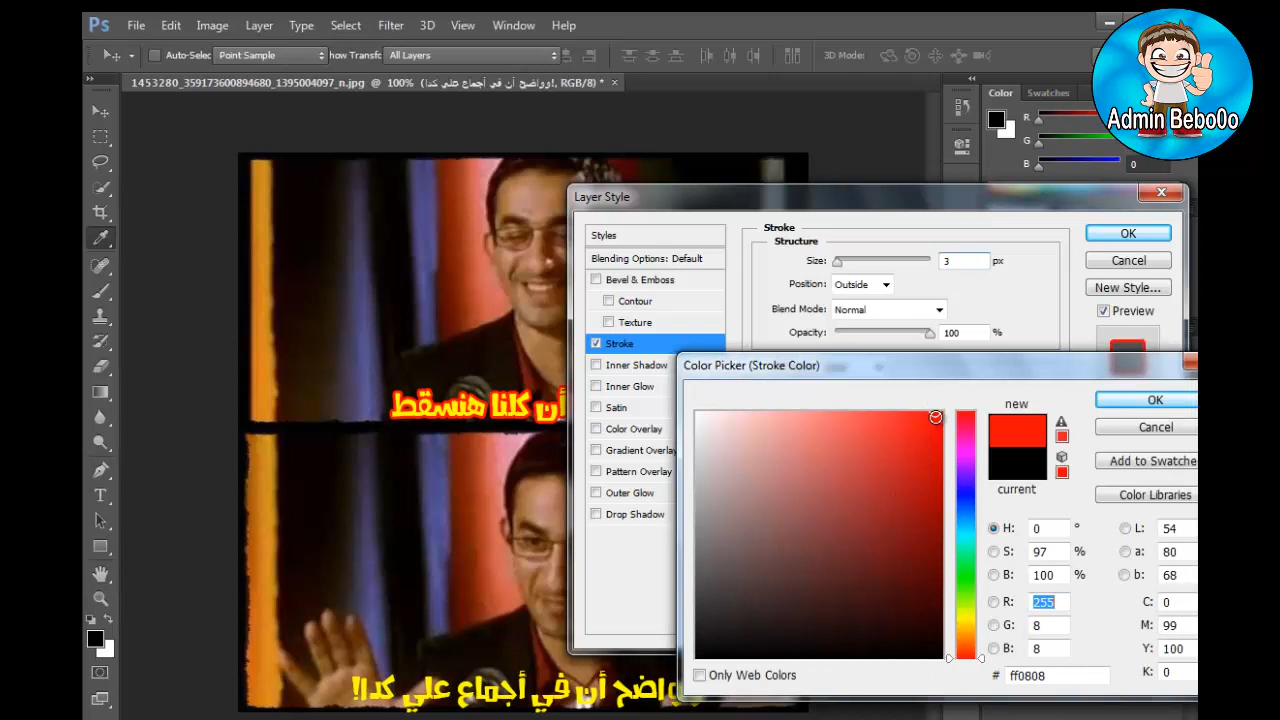 Ps File Edit Image Layer Type Select Filter 3D View Window Help
Auto-Selec Point Sample how Transf All Layers 3D Mode:
1453280_359173600894680_1395004097_n.jpg @ 100% (وواضح أن في أجماع علي كدا!, RGB/8) *
Color Swatches
R
G
B 0
Admin Bebo0o
أن كلنا هنسقط
أن في أجماع علي كدا!
Layer Style
Styles
Blending Options: Default
Bevel & Emboss
Contour
Texture
Stroke
Inner Shadow
Inner Glow
Satin
Color Overlay
Gradient Overlay
Pattern Overlay
Outer Glow
Drop Shadow
Stroke
Structure
Size: 3 px
Position: Outside
Blend Mode: Normal
Opacity: 100 %
OK
Cancel
New Style...
Preview
Color Picker (Stroke Color)
new
current
OK
Cancel
Add to Swatche
Color Libraries
H: 0 °
S: 97 %
B: 100 %
R: 255
G: 8
B: 8
# ff0808
L: 54
a: 80
b: 68
C: 0
M: 99
Y: 100
K: 0
Only Web Colors